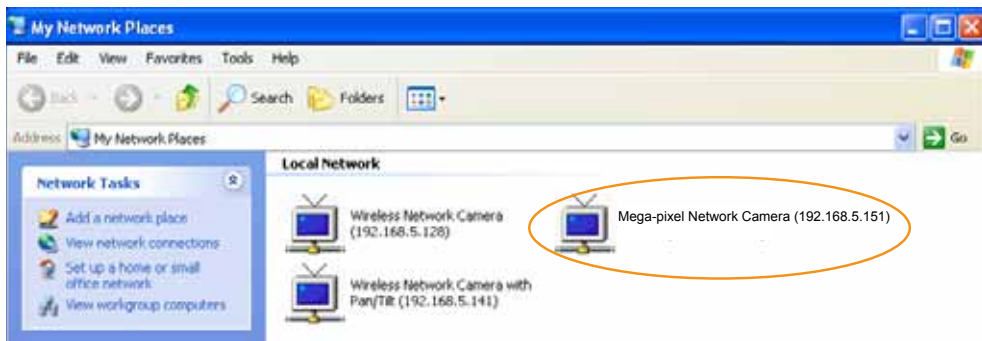 My Network Places
File Edit View Favorites Tools Help
Back Search Folders
Address My Network Places Go
Network Tasks
Add a network place
View network connections
Set up a home or small
office network
View workgroup computers
Local Network
Wireless Network Camera
(192.168.5.128)
Mega-pixel Network Camera (192.168.5.151)
Wireless Network Camera with
Pan/Tilt (192.168.5.141)